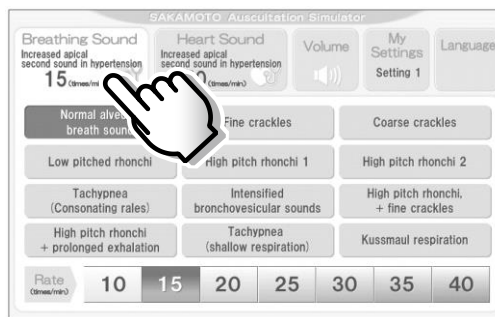 SAKAMOTO Auscultation Simulator
Breathing Sound
Increased apical
second sound in hypertension
15 (times/mi
Heart Sound
Increased apical
second sound in hypertension
0 (times/min)
Volume
My
Settings
Setting 1
Language
Normal alve
breath soun
Fine crackles
Coarse crackles
Low pitched rhonchi
High pitch rhonchi 1
High pitch rhonchi 2
Tachypnea
(Consonating rales)
Intensified
bronchovesicular sounds
High pitch rhonchi,
+ fine crackles
High pitch rhonchi
+ prolonged exhalation
Tachypnea
(shallow respiration)
Kussmaul respiration
Rate
(times/min)
10 15 20 25 30 35 40